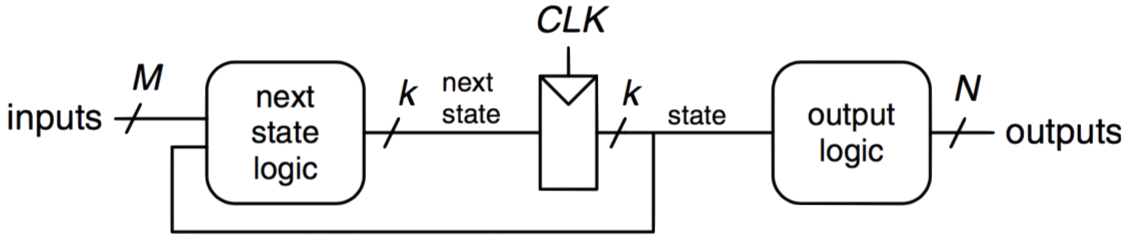 CLK
M
inputs
next
state
logic
k
next
state
k
state
output
logic
N
outputs